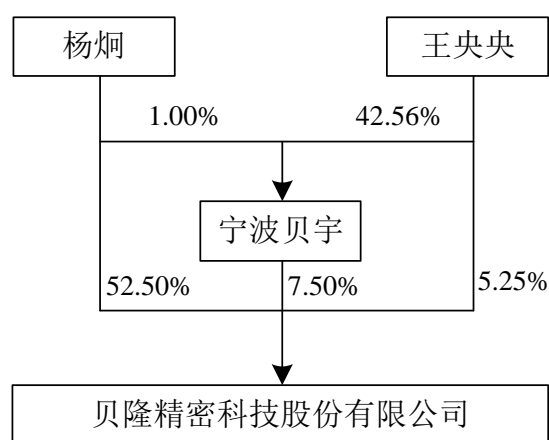 杨炯
王央央
1.00%
42.56%
宁波贝宇
52.50%
7.50%
5.25%
贝隆精密科技股份有限公司